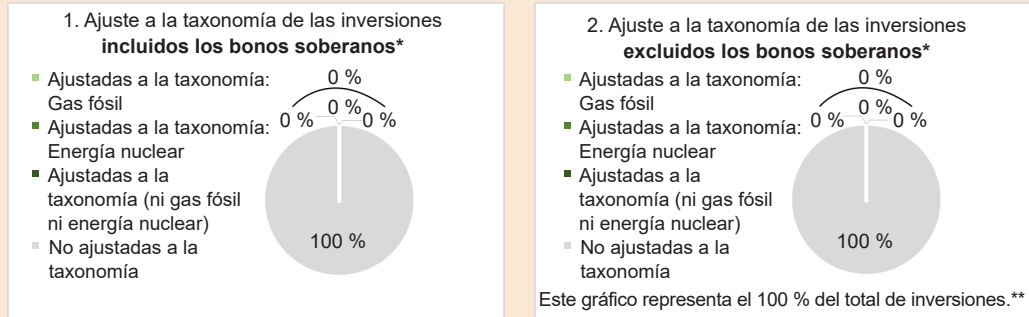 1. Ajuste a la taxonomía de las inversiones
incluidos los bonos soberanos*
Ajustadas a la taxonomía:
Gas fósil
Ajustadas a la taxonomía:
Energía nuclear
Ajustadas a la
taxonomía (ni gas fósil
ni energía nuclear)
No ajustadas a la
taxonomía
0 %
0 %
0 %
0 %
100 %
2. Ajuste a la taxonomía de las inversiones
excluidos los bonos soberanos*
Ajustadas a la taxonomía:
Gas fósil
Ajustadas a la taxonomía:
Energía nuclear
Ajustadas a la
taxonomía (ni gas fósil
ni energía nuclear)
No ajustadas a la
taxonomía
0 %
0 %
0 %
0 %
100 %
Este gráfico representa el 100 % del total de inversiones.**